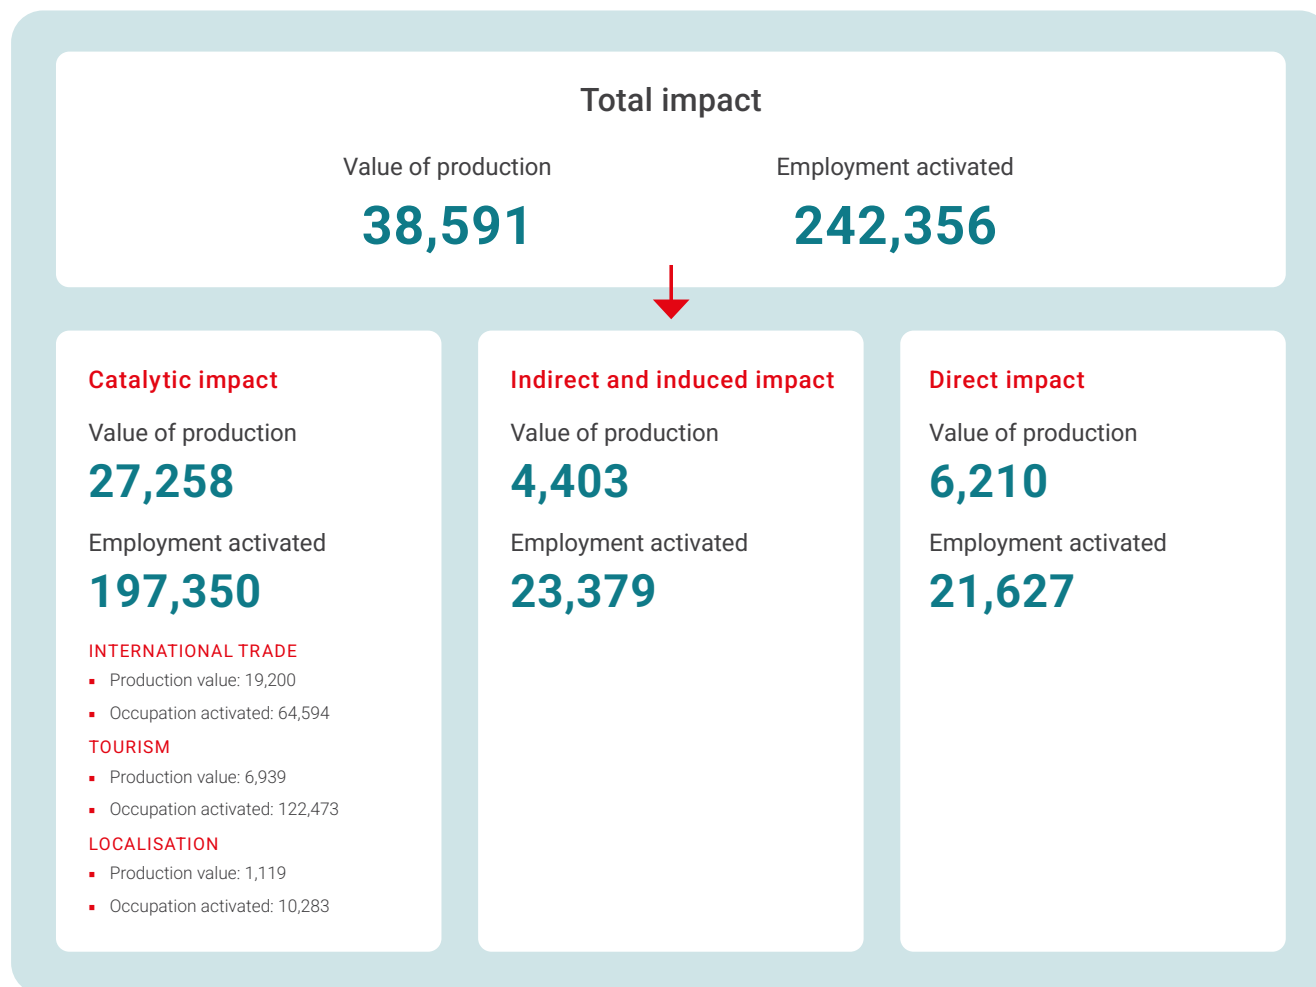 Total impact
Value of production
38,591
Employment activated
242,356
Catalytic impact
Value of production
27,258
Employment activated
197,350
INTERNATIONAL TRADE
Production value: 19,200
Occupation activated: 64,594
TOURISM
Production value: 6,939
Occupation activated: 122,473
LOCALISATION
Production value: 1,119
Occupation activated: 10,283
Indirect and induced impact
Value of production
4,403
Employment activated
23,379
Direct impact
Value of production
6,210
Employment activated
21,627